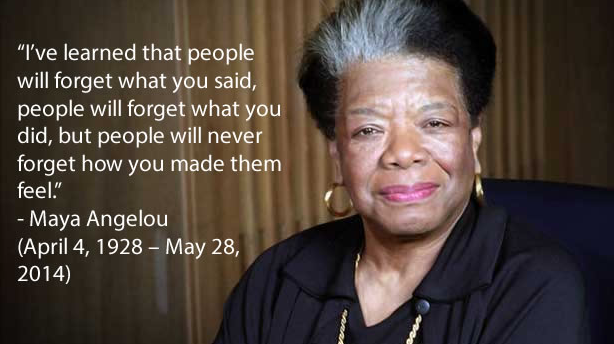 “I’ve learned that people
will forget what you said,
people will forget what you
did, but people will never
forget how you made them
feel.”
- Maya Angelou
(April 4, 1928 – May 28,
2014)